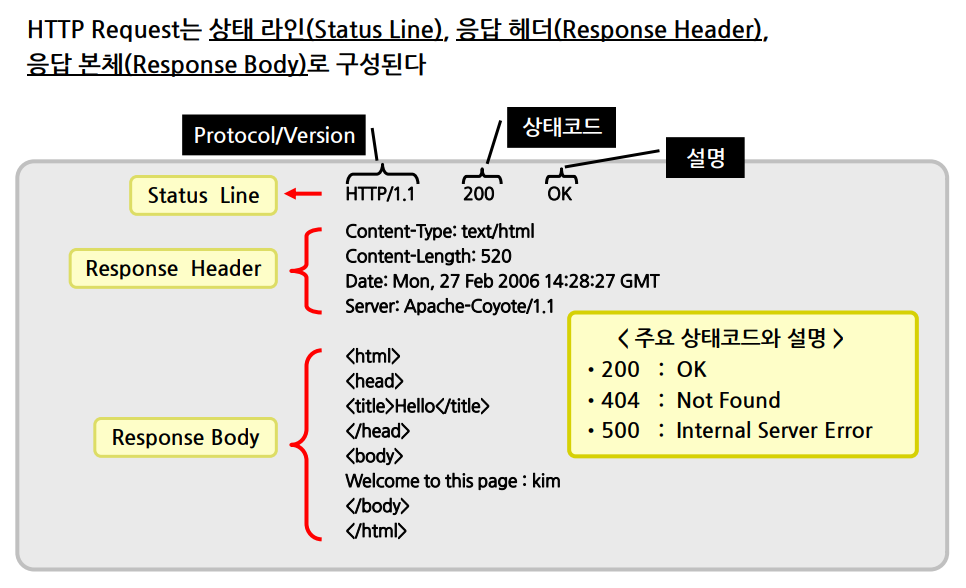 HTTP Request는 상태 라인(Status Line), 응답 헤더(Response Header),
응답 본체(Response Body)로 구성된다
Protocol/Version
상태코드
설명
Status Line
HTTP/1.1 200 OK
Response Header
Content-Type: text/html
Content-Length: 520
Date: Mon, 27 Feb 2006 14:28:27 GMT
Server: Apache-Coyote/1.1
Response Body
<html>
<head>
<title>Hello</title>
</head>
<body>
Welcome to this page : kim
</body>
</html>
< 주요 상태코드와 설명 >
• 200 : OK
• 404 : Not Found
• 500 : Internal Server Error